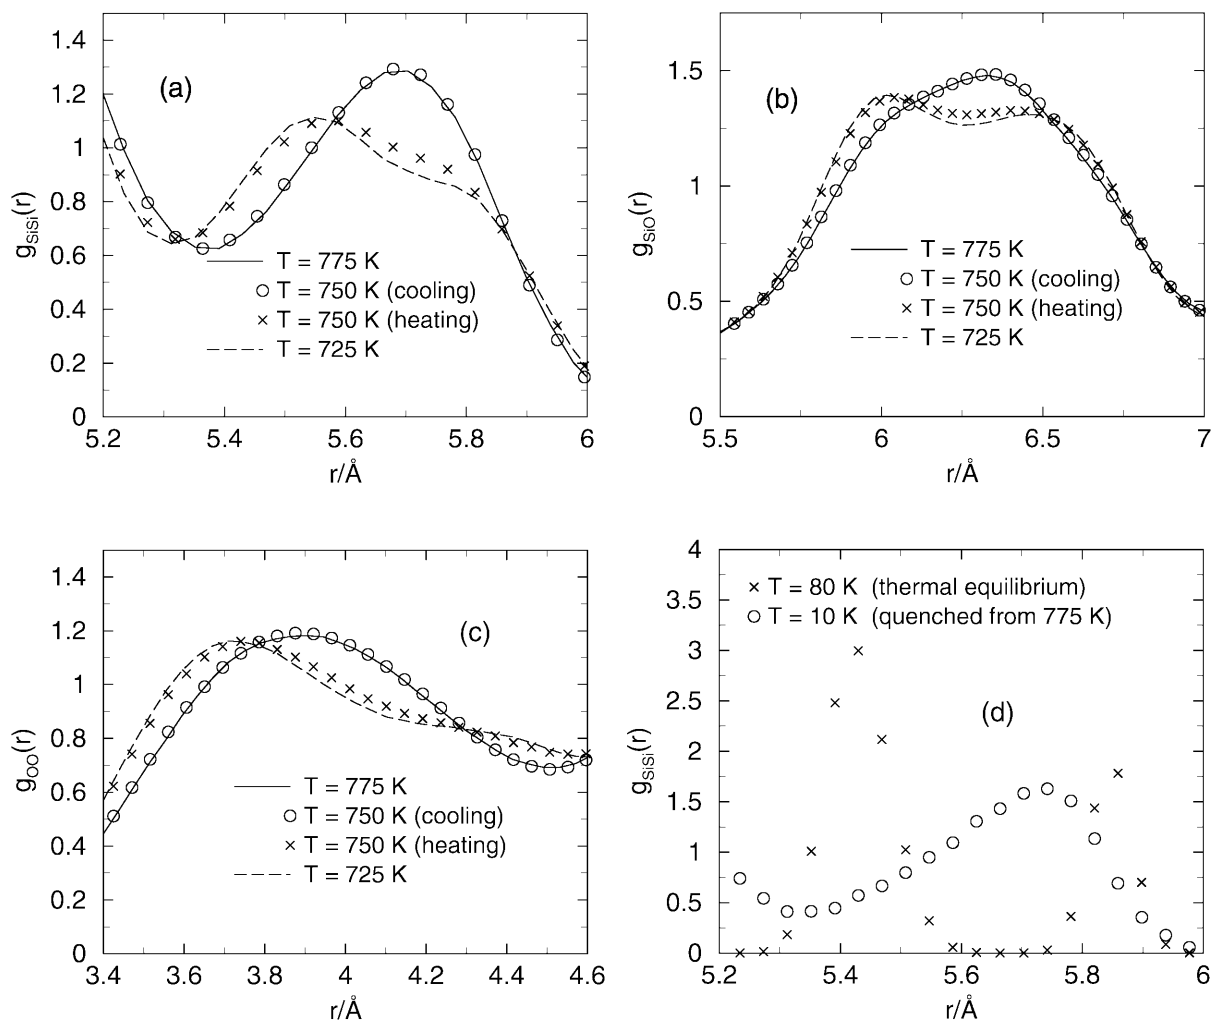 1.4
1.2
1
0.8
0.6
0.4
0.2
0
g_SiSi(r)
(a)
T = 775 K
T = 750 K (cooling)
T = 750 K (heating)
T = 725 K
5.2 5.4 5.6 5.8 6
r/Å
1.5
1
0.5
0
g_SiO(r)
(b)
T = 775 K
T = 750 K (cooling)
T = 750 K (heating)
T = 725 K
5.5 6 6.5 7
r/Å
1.4
1.2
1
0.8
0.6
0.4
0.2
0
g_OO(r)
(c)
T = 775 K
T = 750 K (cooling)
T = 750 K (heating)
T = 725 K
3.4 3.6 3.8 4 4.2 4.4 4.6
r/Å
4
3.5
3
2.5
2
1.5
1
0.5
0
g_SiSi(r)
T = 80 K (thermal equilibrium)
T = 10 K (quenched from 775 K)
(d)
5.2 5.4 5.6 5.8 6
r/Å